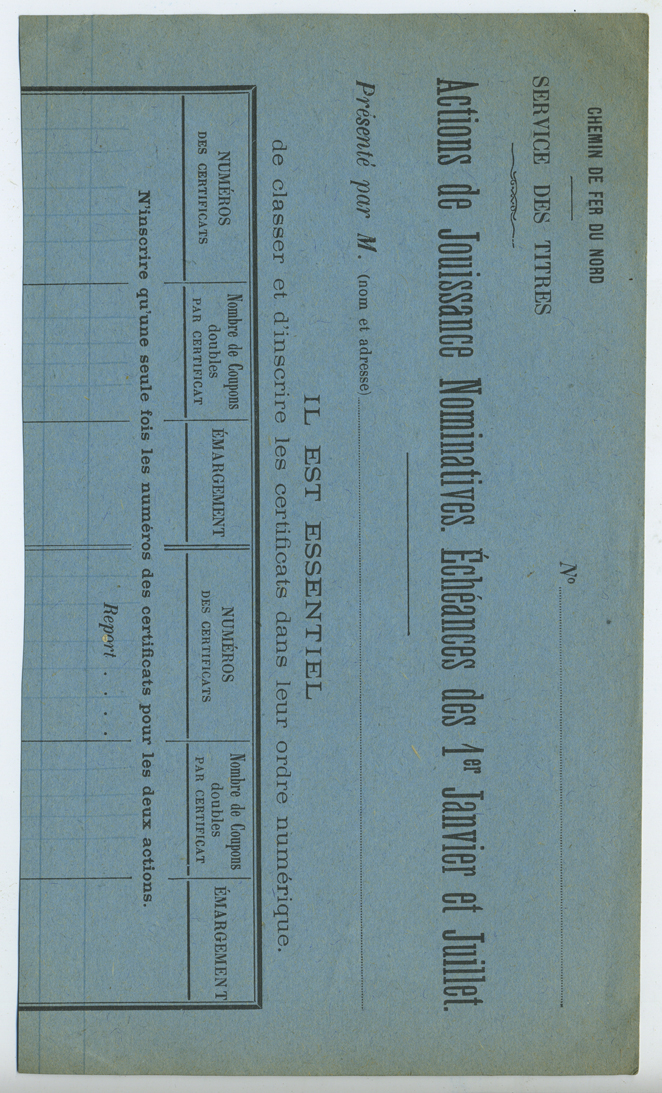 CHEMIN DE FER DU NORD
SERVICE DES TITRES
N°
Actions de Jouissance Nominatives. Échéances des 1er Janvier et Juillet.
Présenté par M. (nom et adresse)
IL EST ESSENTIEL
de classer et d'inscrire les certificats dans leur ordre numérique.
NUMÉROS
DES CERTIFICATS
Nombre de Coupons
doubles
PAR CERTIFICAT
ÉMARGEMENT
NUMÉROS
DES CERTIFICATS
Nombre de Coupons
doubles
PAR CERTIFICAT
ÉMARGEMENT
N'inscrire qu'une seule fois les numéros des certificats pour les deux actions.
Report . . . .